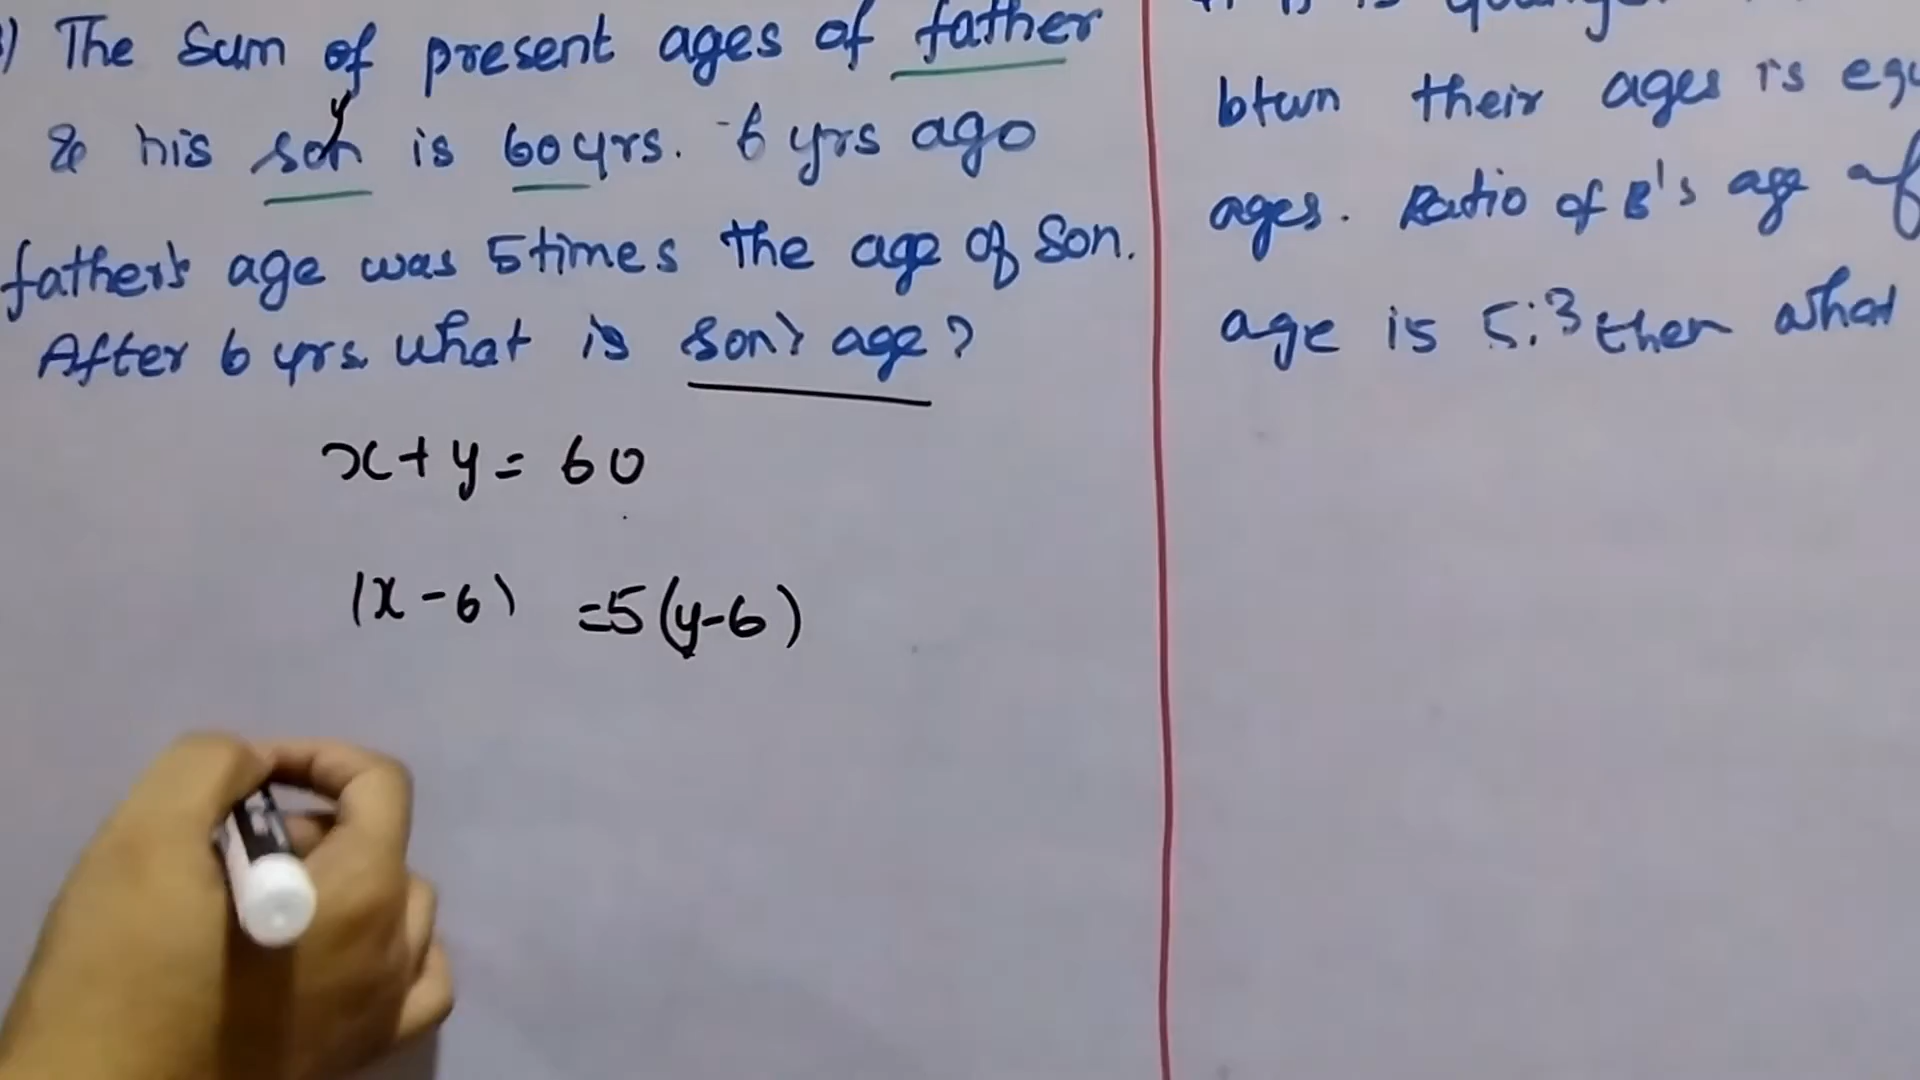 The Sum of present ages of father
y
& his son is 60 yrs. 6 yrs ago
father's age was 5 times the age of Son.
After 6 yrs what is son's age?
x + y = 60
(x - 6) = 5(y - 6)
btwn their ages is equ
ages. Ratio of B's age of
age is 5:3 then what